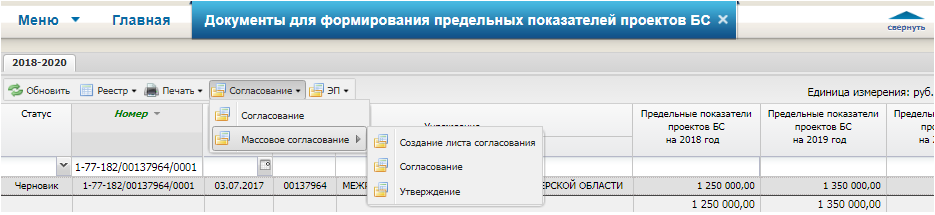 Меню Главная Документы для формирования предельных показателей проектов БС × свернуть
2018-2020
Обновить Реестр Печать Согласование ЭП Единица измерения: руб.
Статус Номер Предельные показатели проектов БС на 2018 год Предельные показатели проектов БС на 2019 год Пре
Согласование
Массовое согласование
Создание листа согласования
Согласование
Утверждение
1-77-182/00137964/0001
Черновик 1-77-182/00137964/0001 03.07.2017 00137964 ЕРСКОЙ ОБЛАСТИ 1 250 000,00 1 350 000,00
1 250 000,00 1 350 000,00